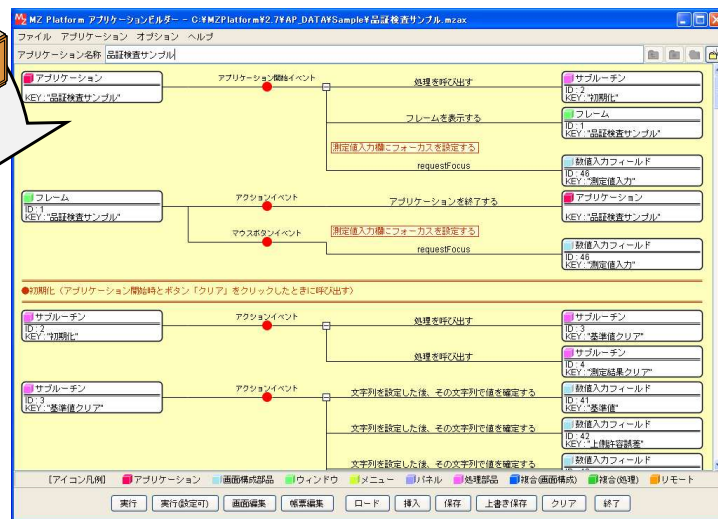 MZ Platform アプリケーションビルダー - C:¥MZPlatform¥2.7¥AP_DATA¥Sample¥品証検査サンプル.mzax
ファイル アプリケーション オプション ヘルプ
アプリケーション名称 品証検査サンプル
アプリケーション
KEY:"品証検査サンプル"
アプリケーション開始イベント
処理を呼び出す
サブルーチン
ID:2
KEY:"初期化"
フレームを表示する
フレーム
ID:1
KEY:"品証検査サンプル"
測定値入力欄にフォーカスを設定する
requestFocus
数値入力フィールド
ID:46
KEY:"測定値入力"
フレーム
ID:1
KEY:"品証検査サンプル"
アクションイベント
アプリケーションを終了する
アプリケーション
KEY:"品証検査サンプル"
マウスボタンイベント
測定値入力欄にフォーカスを設定する
requestFocus
数値入力フィールド
ID:46
KEY:"測定値入力"
●初期化(アプリケーション開始時とボタン「クリア」をクリックしたときに呼び出す)
サブルーチン
ID:2
KEY:"初期化"
アクションイベント
処理を呼び出す
サブルーチン
ID:3
KEY:"基準値クリア"
処理を呼び出す
サブルーチン
ID:4
KEY:"測定結果クリア"
サブルーチン
ID:3
KEY:"基準値クリア"
アクションイベント
文字列を設定した後、その文字列で値を確定する
数値入力フィールド
ID:41
KEY:"基準値"
文字列を設定した後、その文字列で値を確定する
数値入力フィールド
ID:42
KEY:"上側許容誤差"
文字列を設定した後、その文字列で値を確定する
数値入力フィールド
[アイコン凡例] アプリケーション 画面構成部品 ウィンドウ メニュー パネル 処理部品 複合(画面構成) 複合(処理) リモート
実行 実行(設定可) 画面編集 帳票編集 ロード 挿入 保存 上書き保存 クリア 終了